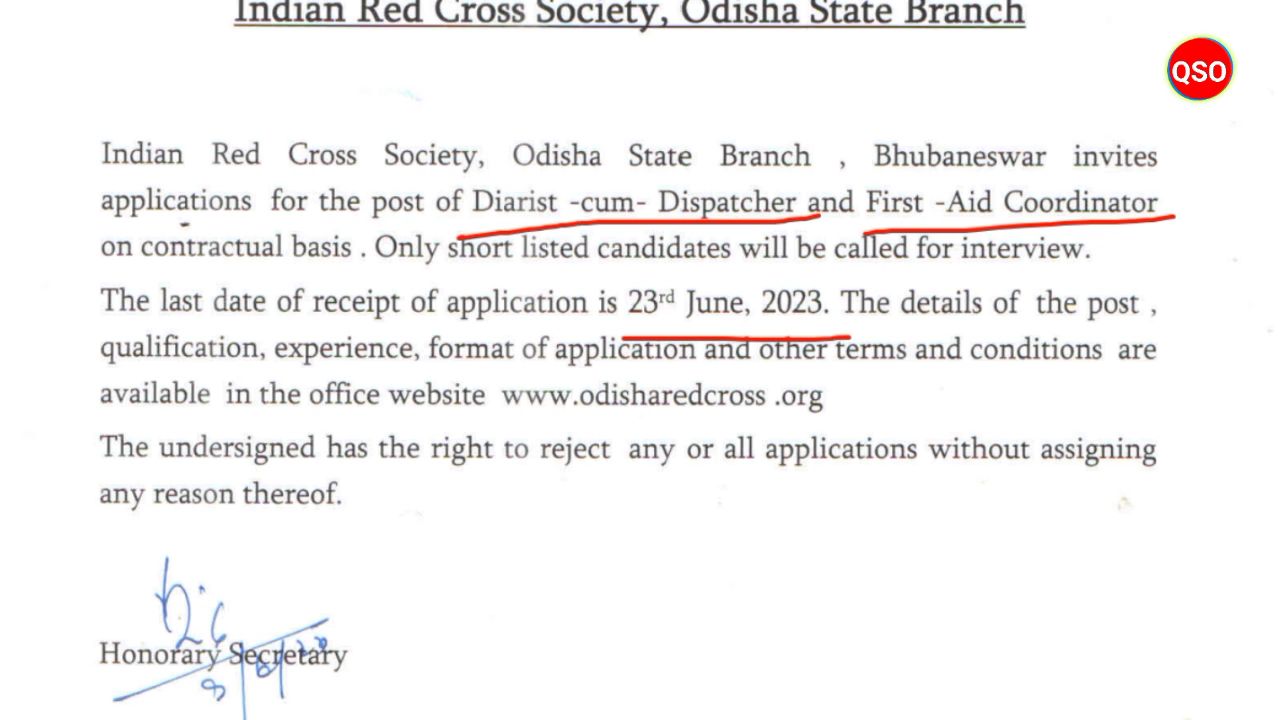 Indian Red Cross Society, Odisha State Branch
QSO
Indian Red Cross Society, Odisha State Branch , Bhubaneswar invites
applications for the post of Diarist -cum- Dispatcher and First -Aid Coordinator
on contractual basis . Only short listed candidates will be called for interview.
The last date of receipt of application is 23rd June, 2023. The details of the post ,
qualification, experience, format of application and other terms and conditions are
available in the office website www.odisharedcross .org
The undersigned has the right to reject any or all applications without assigning
any reason thereof.
Honorary Secretary